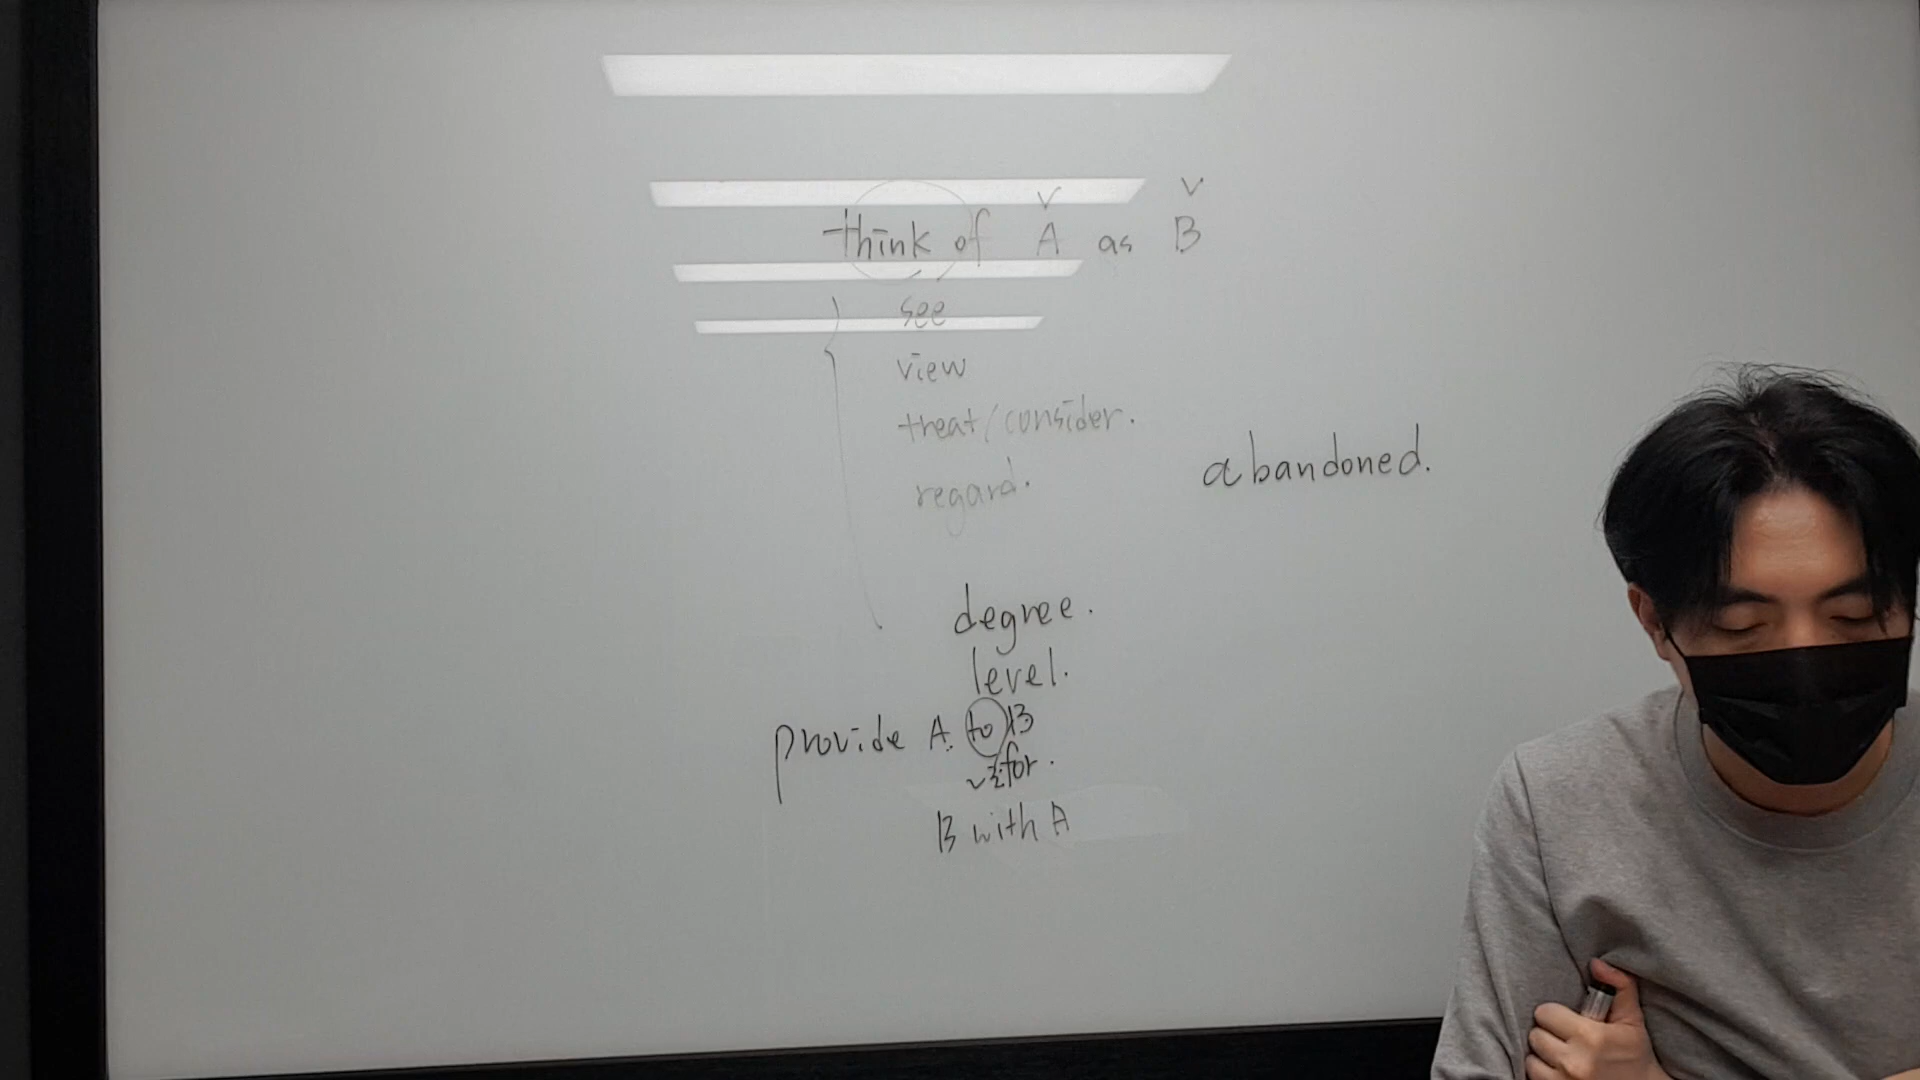 think of A as B
see
view
treat/consider.
regard.
abandoned.
degree.
level.
provide A to B
for.
B with A